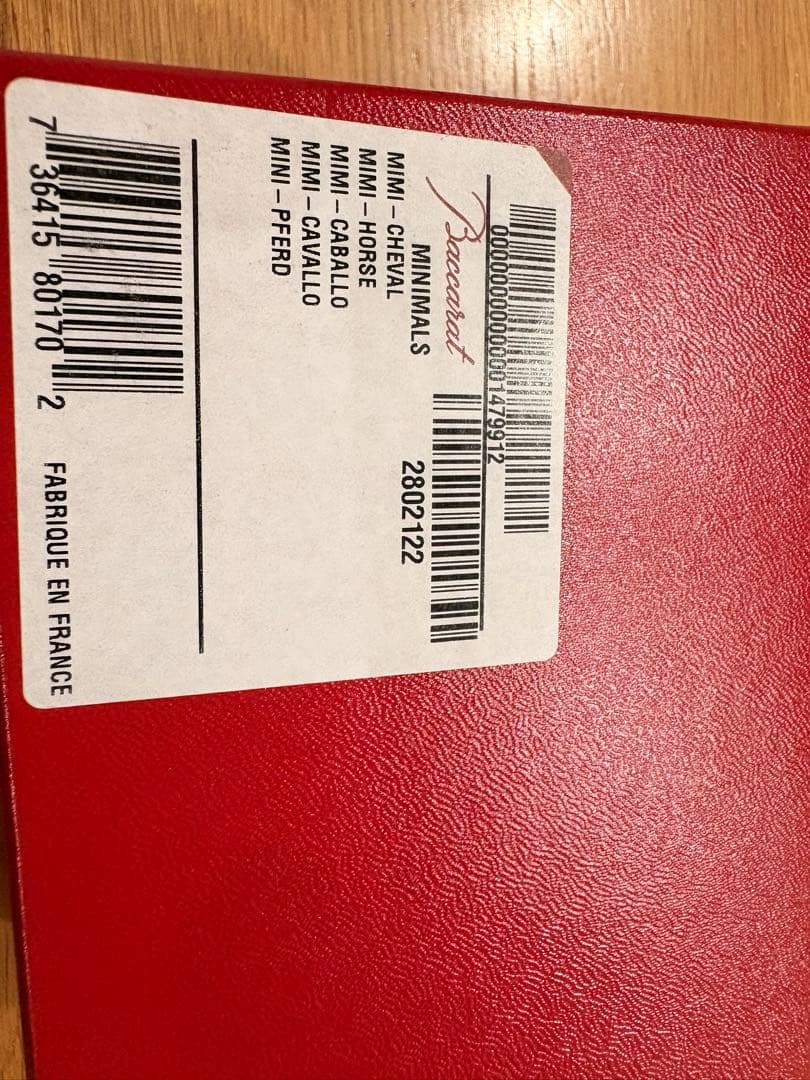 000000000001479912
Baccarat
MINIMALS
2802122
MIMI-CHEVAL
MIMI-HORSE
MIMI-CABALLO
MIMI-CAVALLO
MINI-PFERD
7 36415 80170 2
FABRIQUE EN FRANCE